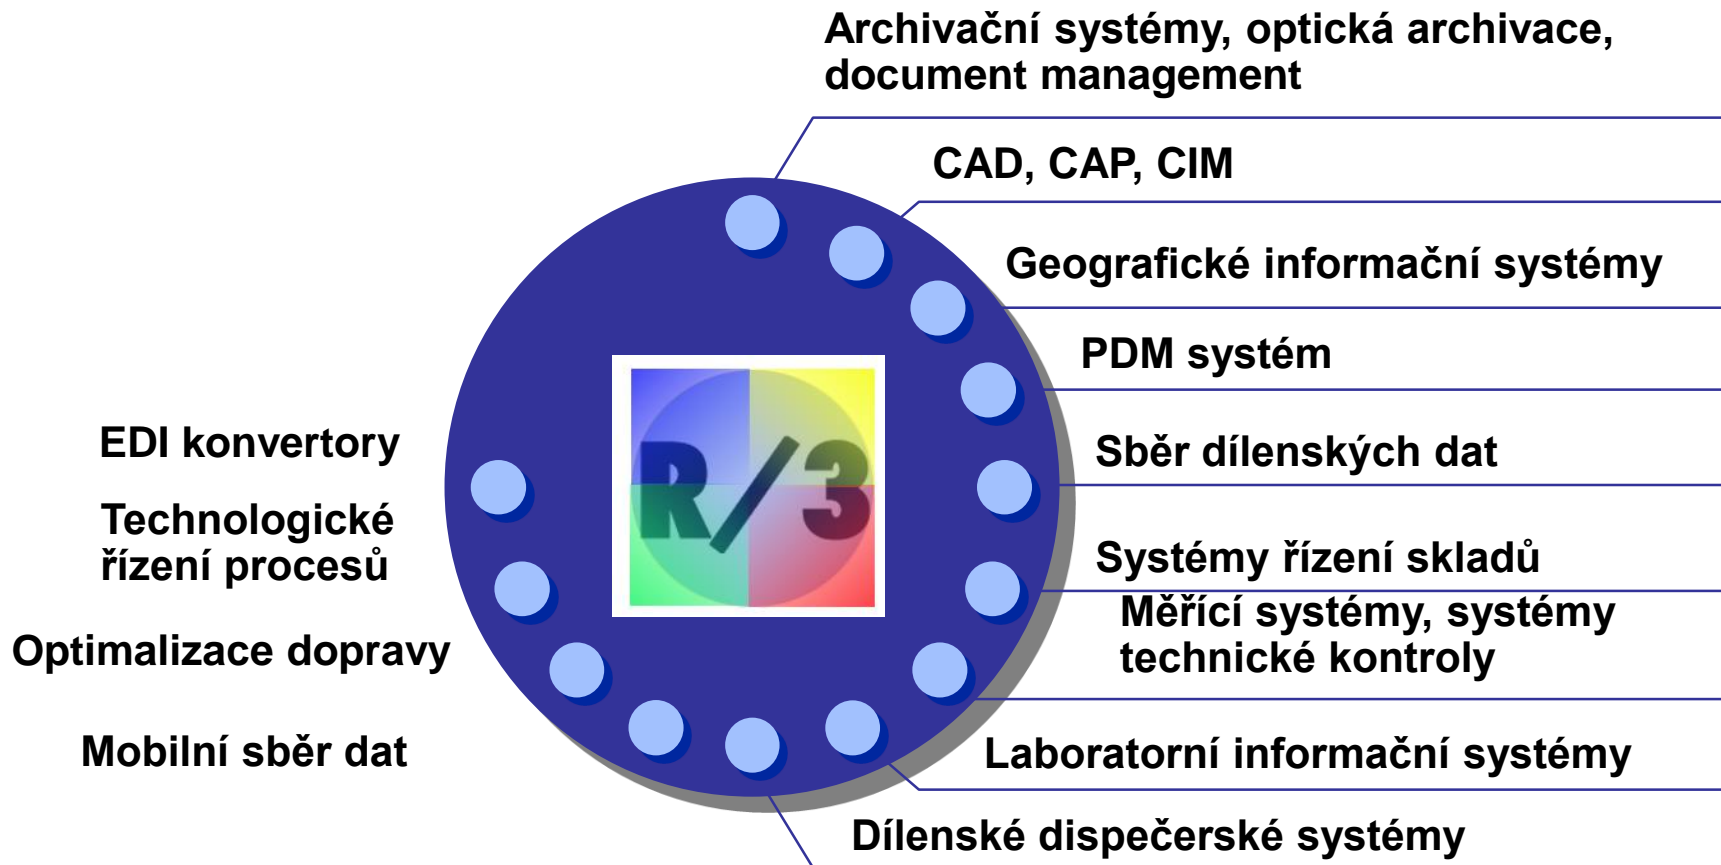 Archivační systémy, optická archivace,
document management
CAD, CAP, CIM
Geografické informační systémy
PDM systém
Sběr dílenských dat
Systémy řízení skladů
Měřící systémy, systémy
technické kontroly
Laboratorní informační systémy
Dílenské dispečerské systémy
EDI konvertory
Technologické
řízení procesů
Optimalizace dopravy
Mobilní sběr dat
R/3